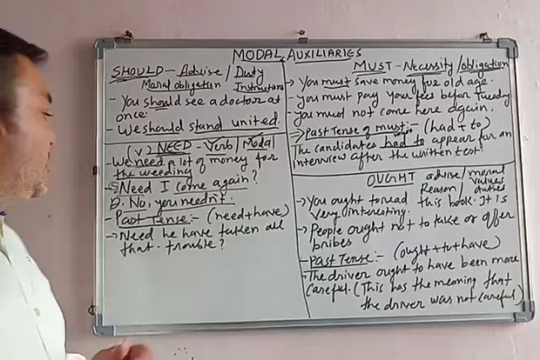 MODAL AUXILIARIES
SHOULD - Advise / Duty
Moral obligation Instructions
- You should see a doctor at
once.
- We should stand united.
(v) NEED - Verb / Modal
- We need a lot of money for
the weeding
- Need I come again?
No, you needn't.
Past Tense :- (need + have)
→ Need he have taken all
that trouble?
MUST - Necessity / obligation
- You must save money for old age.
- you must pay your fees before Tuesday
- you must not come here again.
→ Past Tense of must :- (had + to)
The candidates had to appear for an
interview after the written test.
OUGHT advise / moral
Reason / values
duties
→ You ought to read this book. It is
very interesting.
→ People ought not to take or offer
bribes
→ Past Tense :- (ought + to + have)
→ The driver ought to have been more
careful. (This has the meaning that
the driver was not careful)